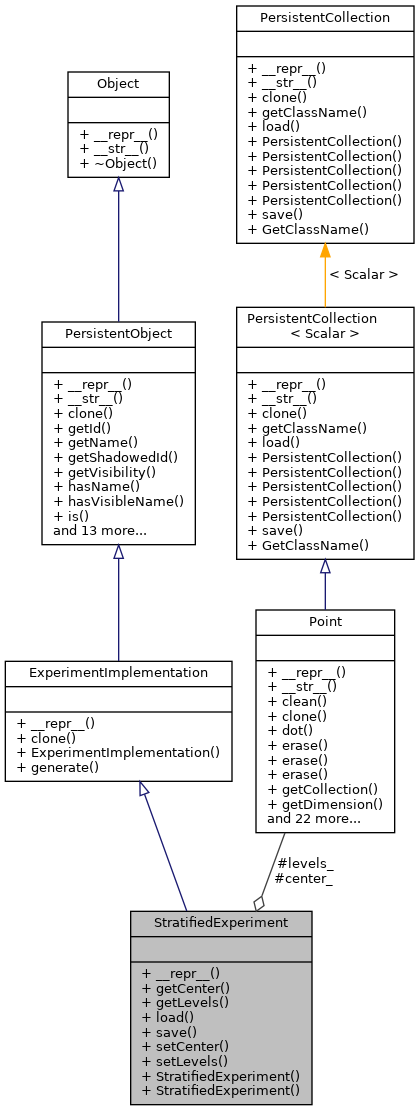 PersistentCollection
+ __repr__()
+ __str__()
+ clone()
+ getClassName()
+ load()
+ PersistentCollection()
+ PersistentCollection()
+ PersistentCollection()
+ PersistentCollection()
+ PersistentCollection()
+ save()
+ GetClassName()
Object
+ __repr__()
+ __str__()
+ ~Object()
< Scalar >
PersistentObject
+ __repr__()
+ __str__()
+ clone()
+ getId()
+ getName()
+ getShadowedId()
+ getVisibility()
+ hasName()
+ hasVisibleName()
+ is()
and 13 more...
PersistentCollection
< Scalar >
+ __repr__()
+ __str__()
+ clone()
+ getClassName()
+ load()
+ PersistentCollection()
+ PersistentCollection()
+ PersistentCollection()
+ PersistentCollection()
+ PersistentCollection()
+ save()
+ GetClassName()
ExperimentImplementation
+ __repr__()
+ clone()
+ ExperimentImplementation()
+ generate()
Point
+ __repr__()
+ __str__()
+ clean()
+ clone()
+ dot()
+ erase()
+ erase()
+ erase()
+ getCollection()
+ getDimension()
and 22 more...
#levels_
#center_
StratifiedExperiment
+ __repr__()
+ getCenter()
+ getLevels()
+ load()
+ save()
+ setCenter()
+ setLevels()
+ StratifiedExperiment()
+ StratifiedExperiment()